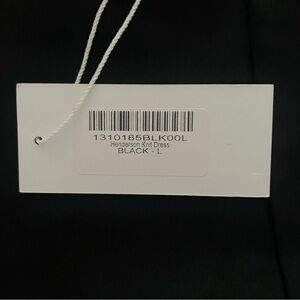 1310185BLK00L
Henderson Knit Dress
BLACK - L